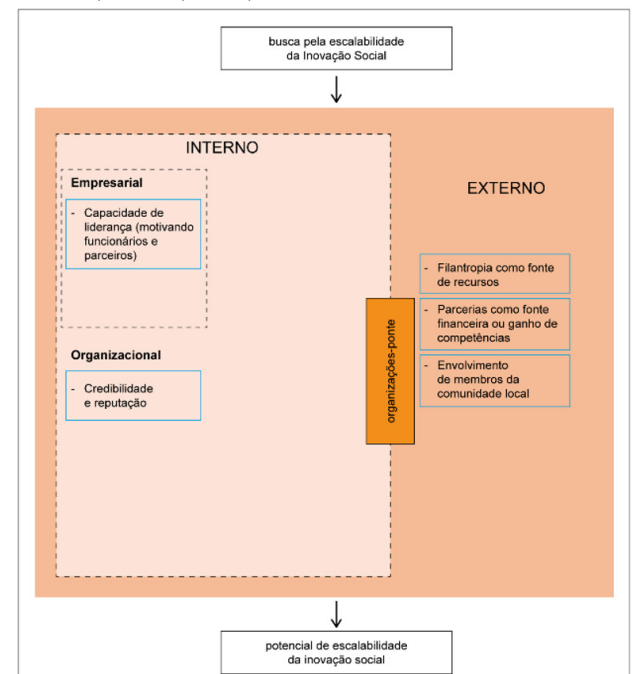 busca pela escalabilidade
da Inovação Social
INTERNO
Empresarial
- Capacidade de
liderança (motivando
funcionários e
parceiros)
Organizacional
- Credibilidade
e reputação
organizações-ponte
EXTERNO
- Filantropia como fonte
de recursos
- Parcerias como fonte
financeira ou ganho de
competências
- Envolvimento
de membros da
comunidade local
potencial de escalabilidade
da inovação social